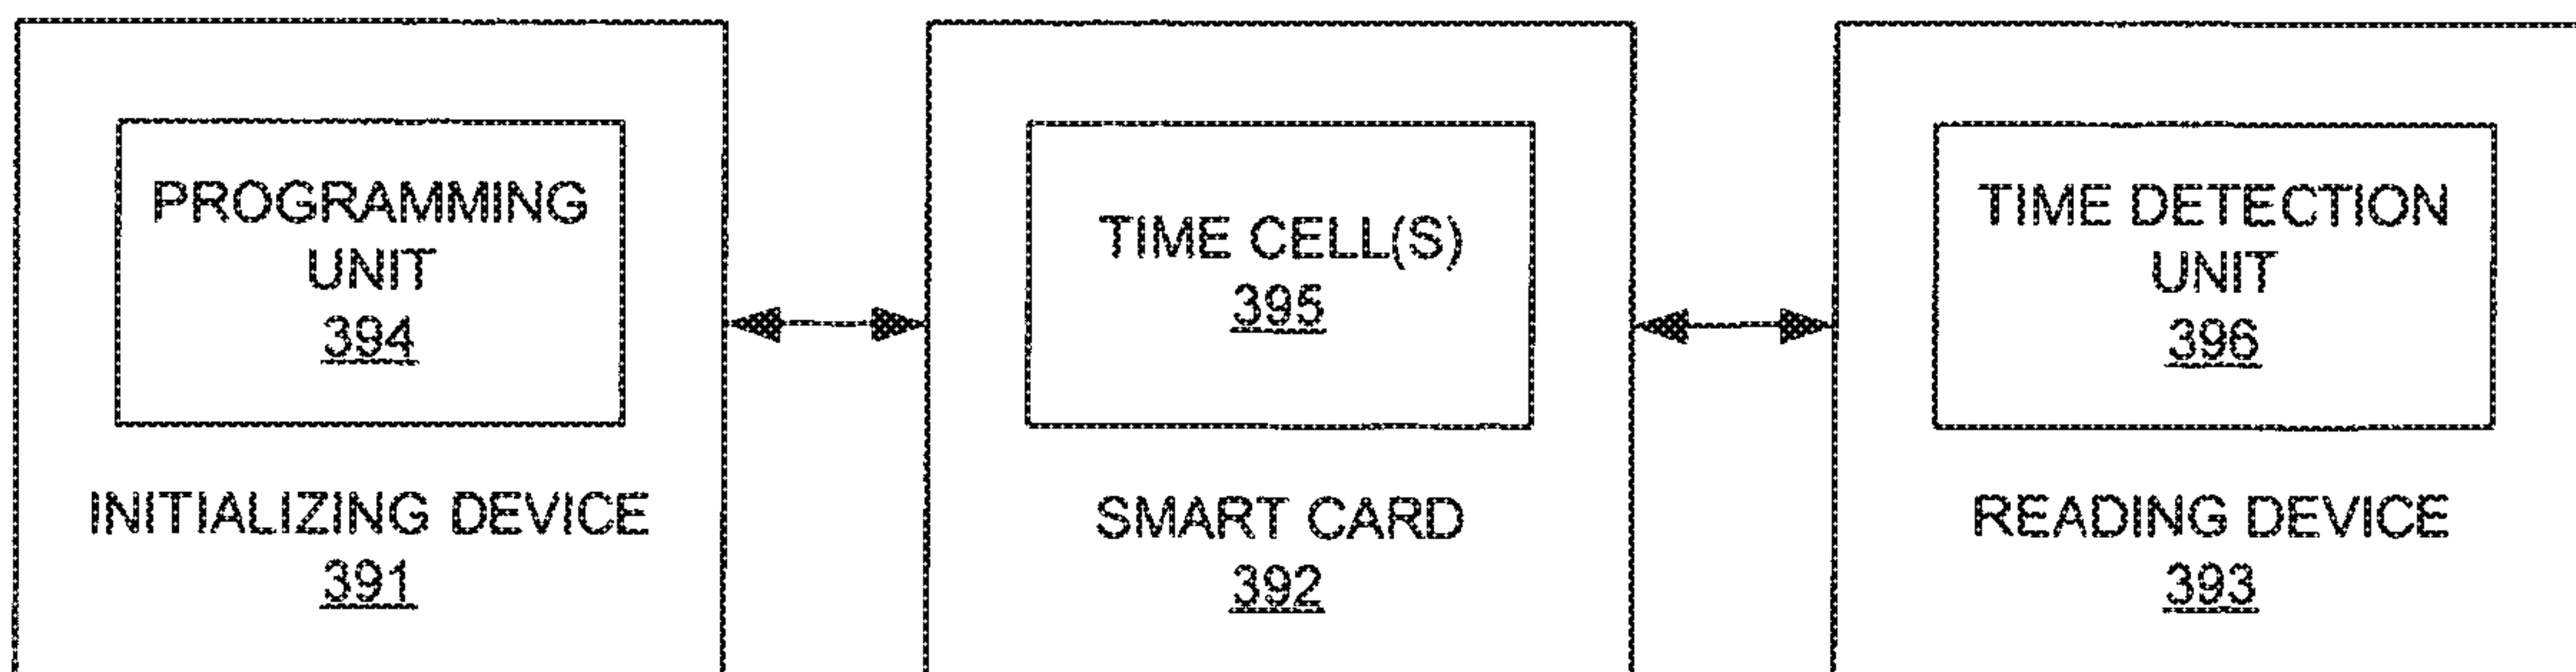 PROGRAMMING
UNIT
394
INITIALIZING DEVICE
391
TIME CELL(S)
395
SMART CARD
392
TIME DETECTION
UNIT
396
READING DEVICE
393